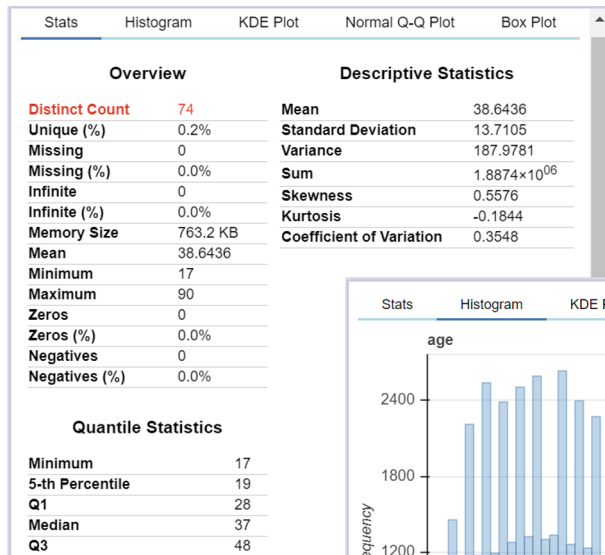 Stats Histogram KDE Plot Normal Q-Q Plot Box Plot
Overview
Distinct Count 74
Unique (%) 0.2%
Missing 0
Missing (%) 0.0%
Infinite 0
Infinite (%) 0.0%
Memory Size 763.2 KB
Mean 38.6436
Minimum 17
Maximum 90
Zeros 0
Zeros (%) 0.0%
Negatives 0
Negatives (%) 0.0%
Quantile Statistics
Minimum 17
5-th Percentile 19
Q1 28
Median 37
Q3 48
Descriptive Statistics
Mean 38.6436
Standard Deviation 13.7105
Variance 187.9781
Sum 1.8874×10⁰⁶
Skewness 0.5576
Kurtosis -0.1844
Coefficient of Variation 0.3548
Stats Histogram KDE
age
2400
1800
1200